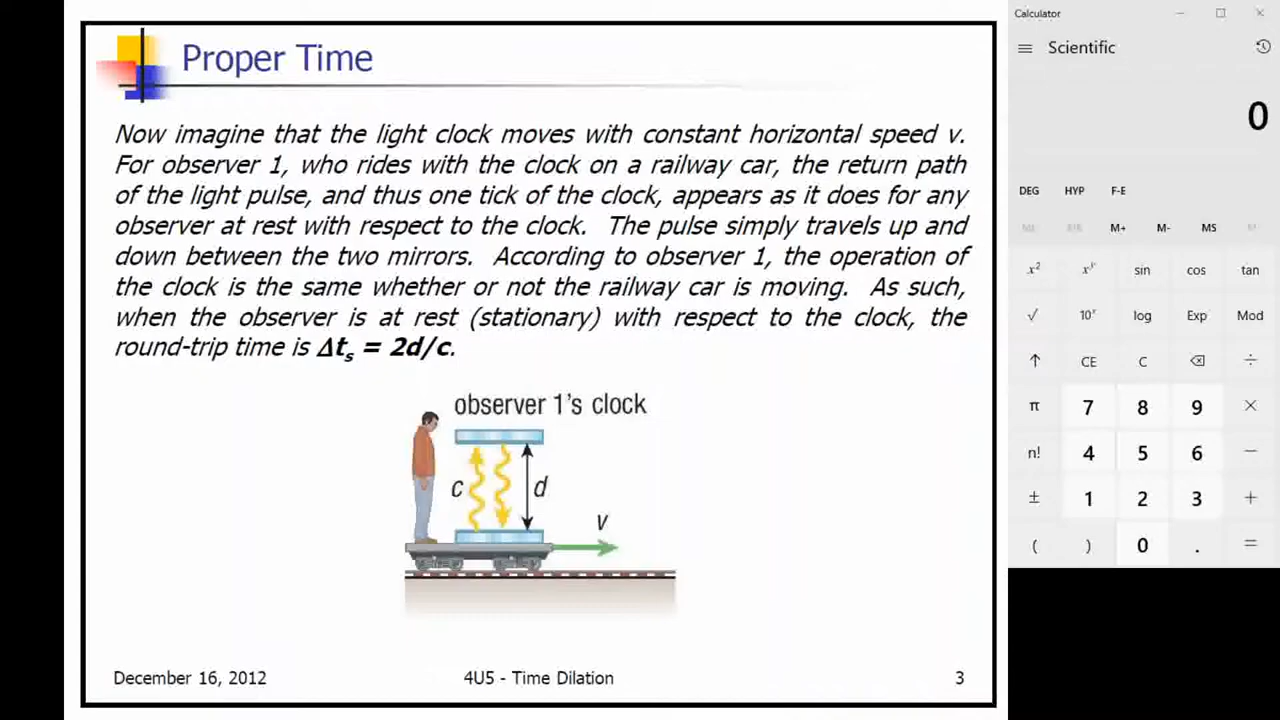 Proper Time
Now imagine that the light clock moves with constant horizontal speed v.
For observer 1, who rides with the clock on a railway car, the return path
of the light pulse, and thus one tick of the clock, appears as it does for any
observer at rest with respect to the clock. The pulse simply travels up and
down between the two mirrors. According to observer 1, the operation of
the clock is the same whether or not the railway car is moving. As such,
when the observer is at rest (stationary) with respect to the clock, the
round-trip time is Δtₛ = 2d/c.
observer 1's clock
c
d
v
December 16, 2012
4U5 - Time Dilation
3
Calculator
Scientific
0
DEG HYP F-E
M+ M- MS
x² xʸ sin cos tan
√ 10ˣ log Exp Mod
↑ CE C ÷
π 7 8 9 ×
n! 4 5 6 −
± 1 2 3 +
( ) 0 . =